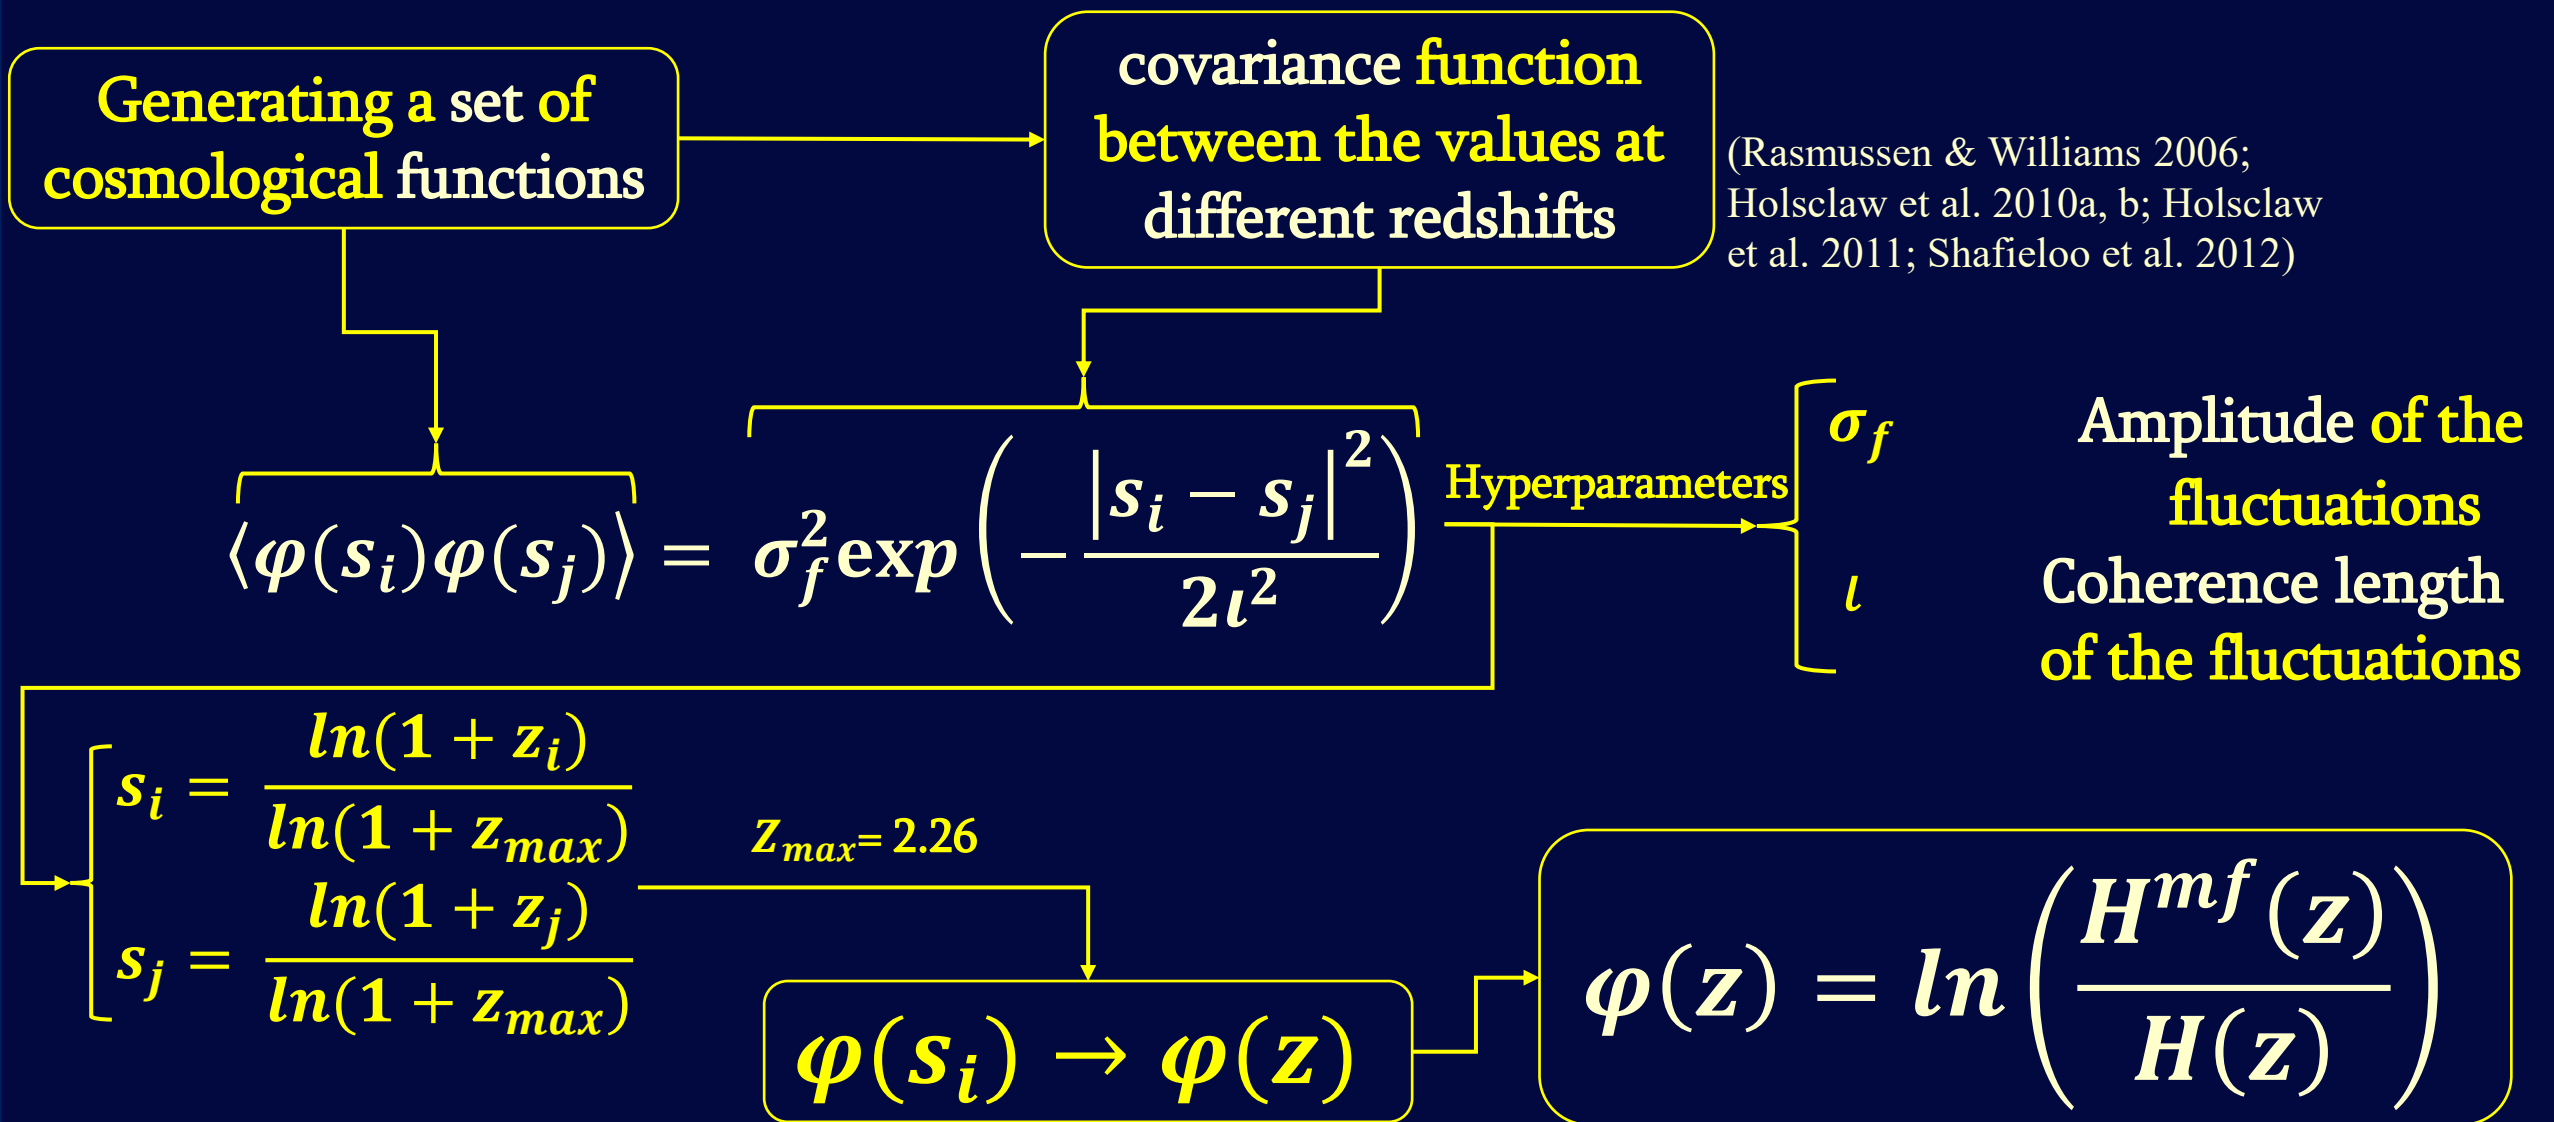 Generating a set of
cosmological functions
covariance function
between the values at
different redshifts
(Rasmussen & Williams 2006;
Holsclaw et al. 2010a, b; Holsclaw
et al. 2011; Shafieloo et al. 2012)
⟨φ(s_i)φ(s_j)⟩ = σ_f^2 exp(−|s_i − s_j|^2 / 2ι^2)
Hyperparameters
σ_f Amplitude of the
fluctuations
ι Coherence length
of the fluctuations
s_i = ln(1 + z_i) / ln(1 + z_max)
s_j = ln(1 + z_j) / ln(1 + z_max)
z_max = 2.26
φ(s_i) → φ(z)
φ(z) = ln(H^mf(z) / H(z))